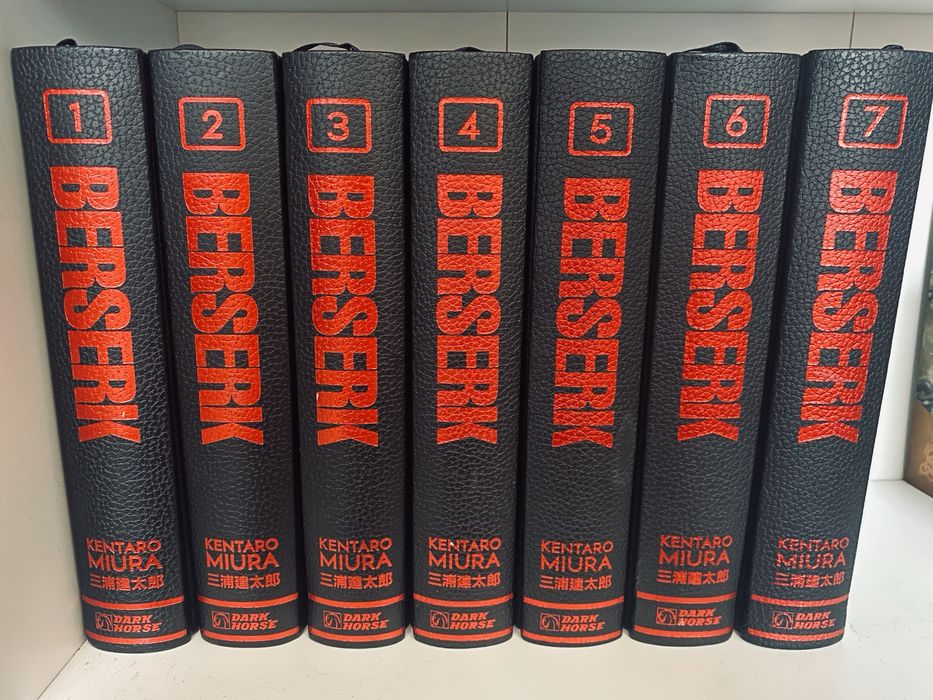 1
BERSERK
KENTARO
MIURA
三浦建太郎
DARK
HORSE
2
BERSERK
KENTARO
MIURA
三浦建太郎
DARK
HORSE
3
BERSERK
KENTARO
MIURA
三浦建太郎
DARK
HORSE
4
BERSERK
KENTARO
MIURA
三浦建太郎
DARK
HORSE
5
BERSERK
KENTARO
MIURA
三浦建太郎
DARK
HORSE
6
BERSERK
KENTARO
MIURA
三浦建太郎
DARK
HORSE
7
BERSERK
KENTARO
MIURA
三浦建太郎
DARK
HORSE